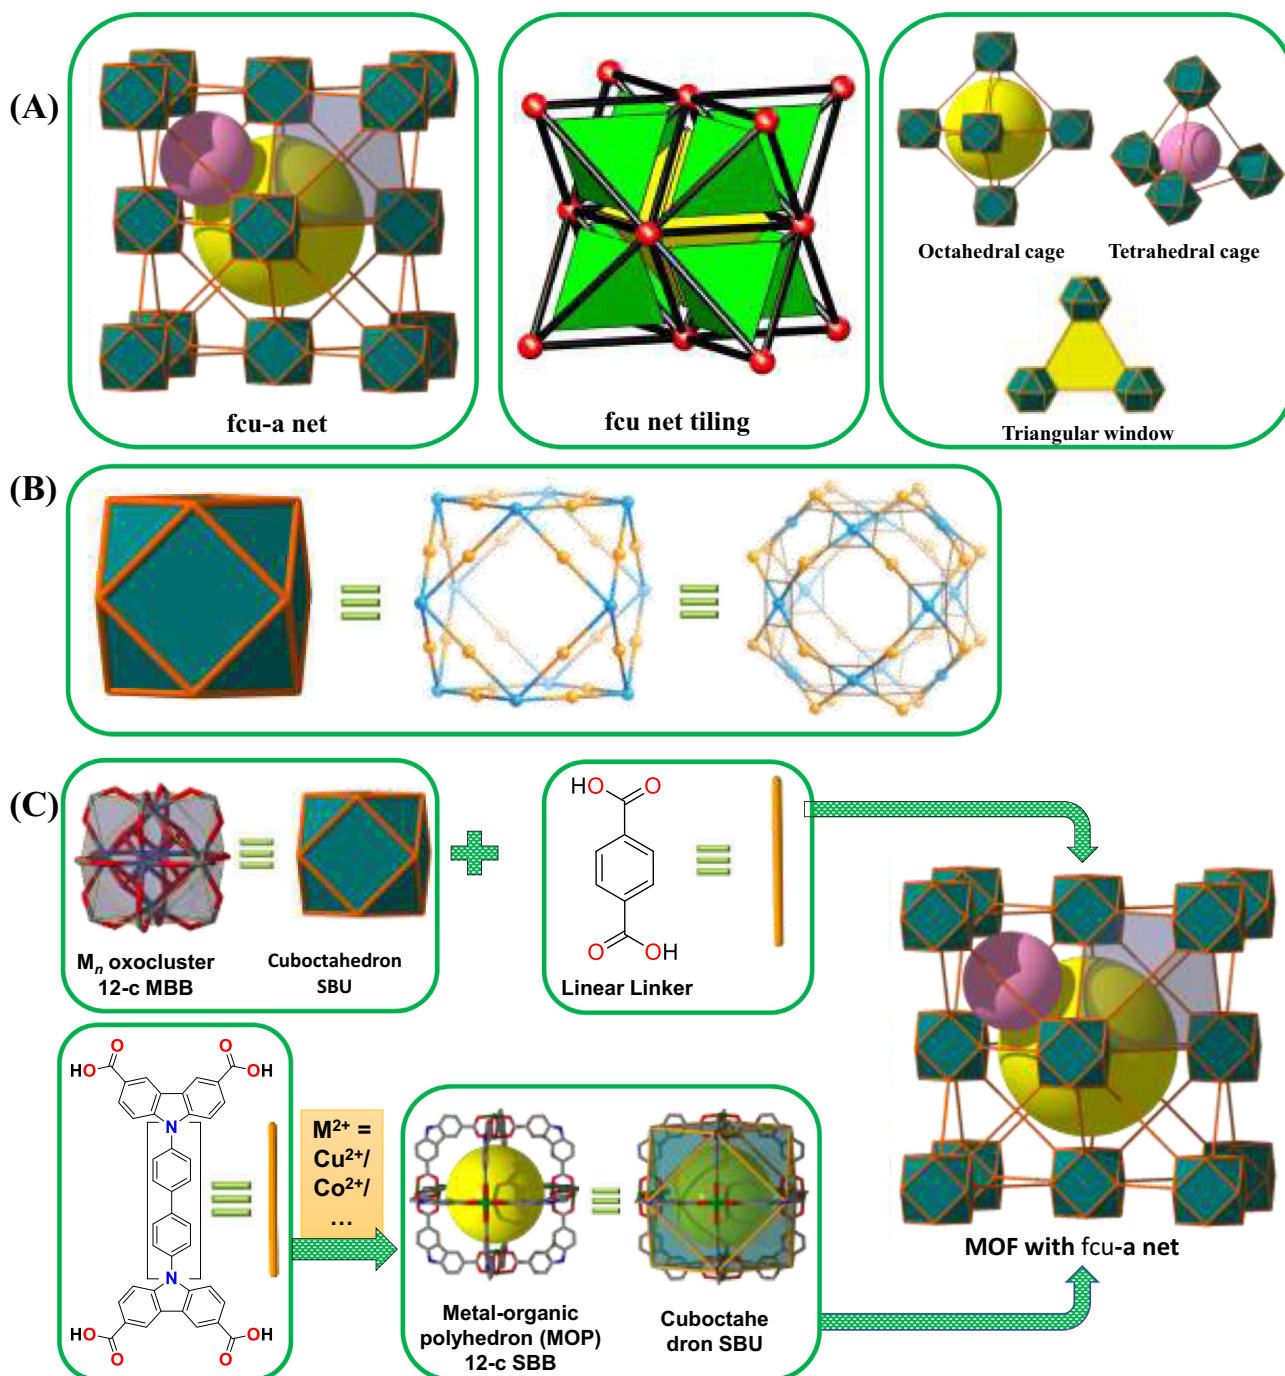 (A)
fcu-a net
fcu net tiling
Octahedral cage
Tetrahedral cage
Triangular window
(B)
(C)
M<sub>n</sub> oxocluster
12-c MBB
Cuboctahedron
SBU
HO
O
O
OH
Linear Linker
O
O
HO
OH
N
N
HO
OH
O
O
M²⁺ =
Cu²⁺/
Co²⁺/
...
Metal-organic
polyhedron (MOP)
12-c SBB
Cuboctahe
dron SBU
MOF with fcu-a net